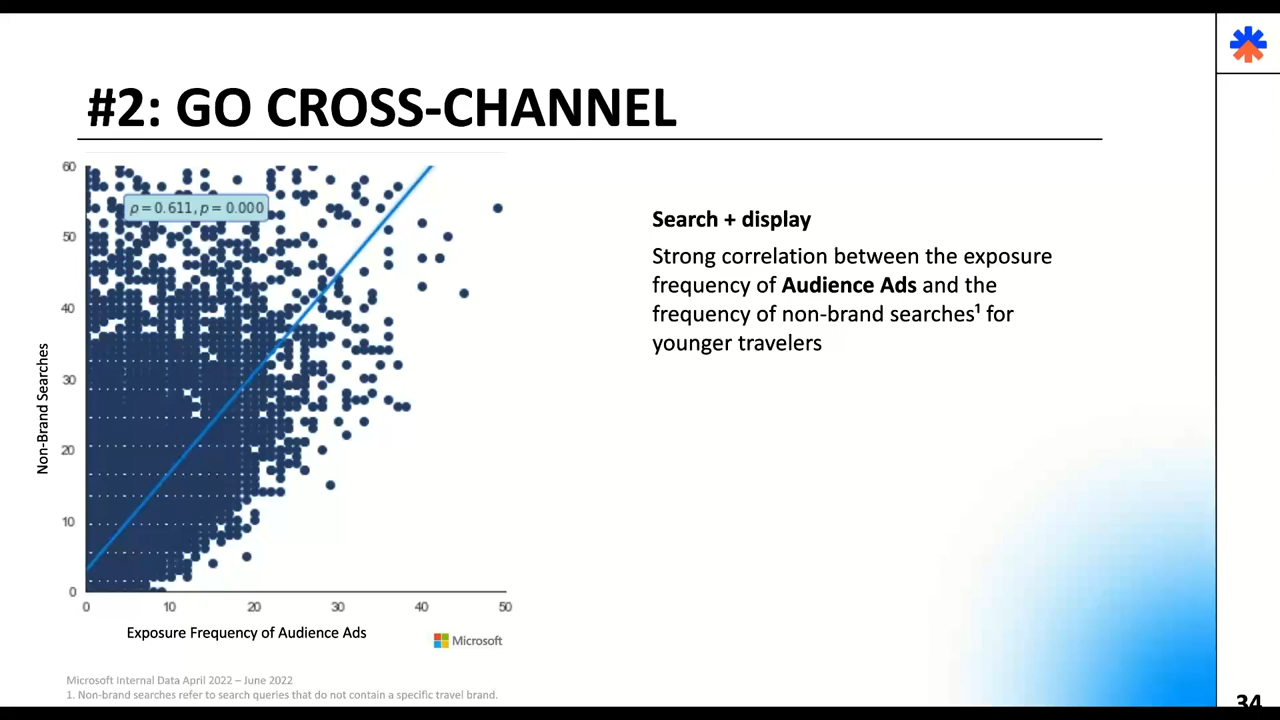 #2: GO CROSS-CHANNEL
60
50
40
30
20
10
0
ρ=0.611, p=0.000
Non-Brand Searches
0 10 20 30 40 50
Exposure Frequency of Audience Ads
Microsoft
Search + display
Strong correlation between the exposure
frequency of Audience Ads and the
frequency of non-brand searches¹ for
younger travelers
Microsoft Internal Data April 2022 – June 2022
1. Non-brand searches refer to search queries that do not contain a specific travel brand.
34